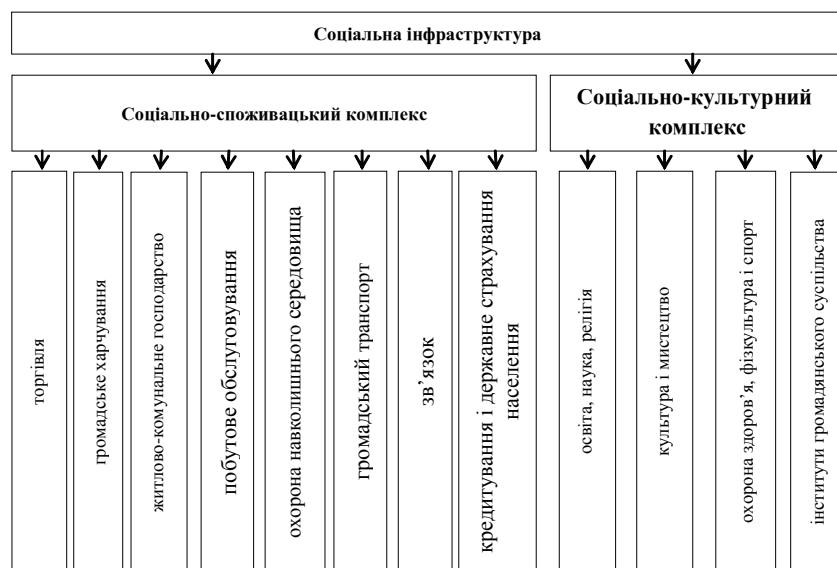 Соціальна інфраструктура
Соціально-споживацький комплекс
Соціально-культурний
комплекс
торгівля
громадське харчування
житлово-комунальне господарство
побутове обслуговування
охорона навколишнього середовища
громадський транспорт
зв’язок
кредитування і державне страхування
населення
освіта, наука, релігія
культура і мистецтво
охорона здоров’я, фізкультура і спорт
інститути громадянського суспільства